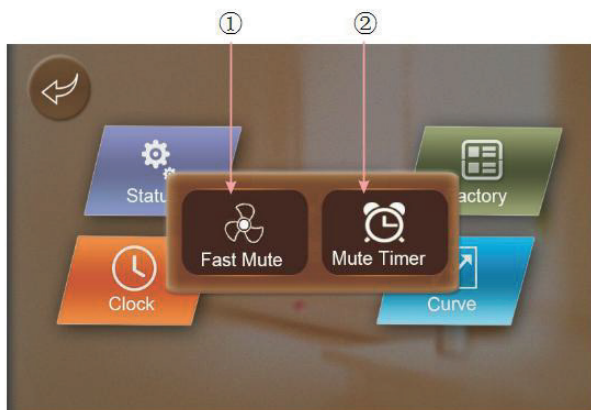 ① ②
Statu
actory
Fast Mute
Mute Timer
Clock
Curve